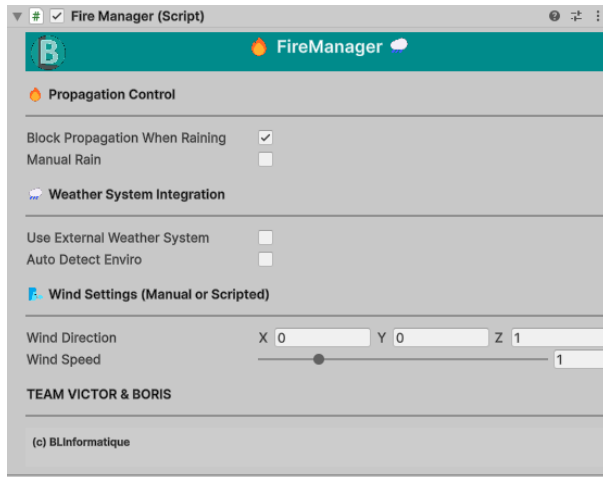 # Fire Manager (Script)
B FireManager
Propagation Control
Block Propagation When Raining
Manual Rain
Weather System Integration
Use External Weather System
Auto Detect Enviro
Wind Settings (Manual or Scripted)
Wind Direction X 0 Y 0 Z 1
Wind Speed 1
TEAM VICTOR & BORIS
(c) BLInformatique